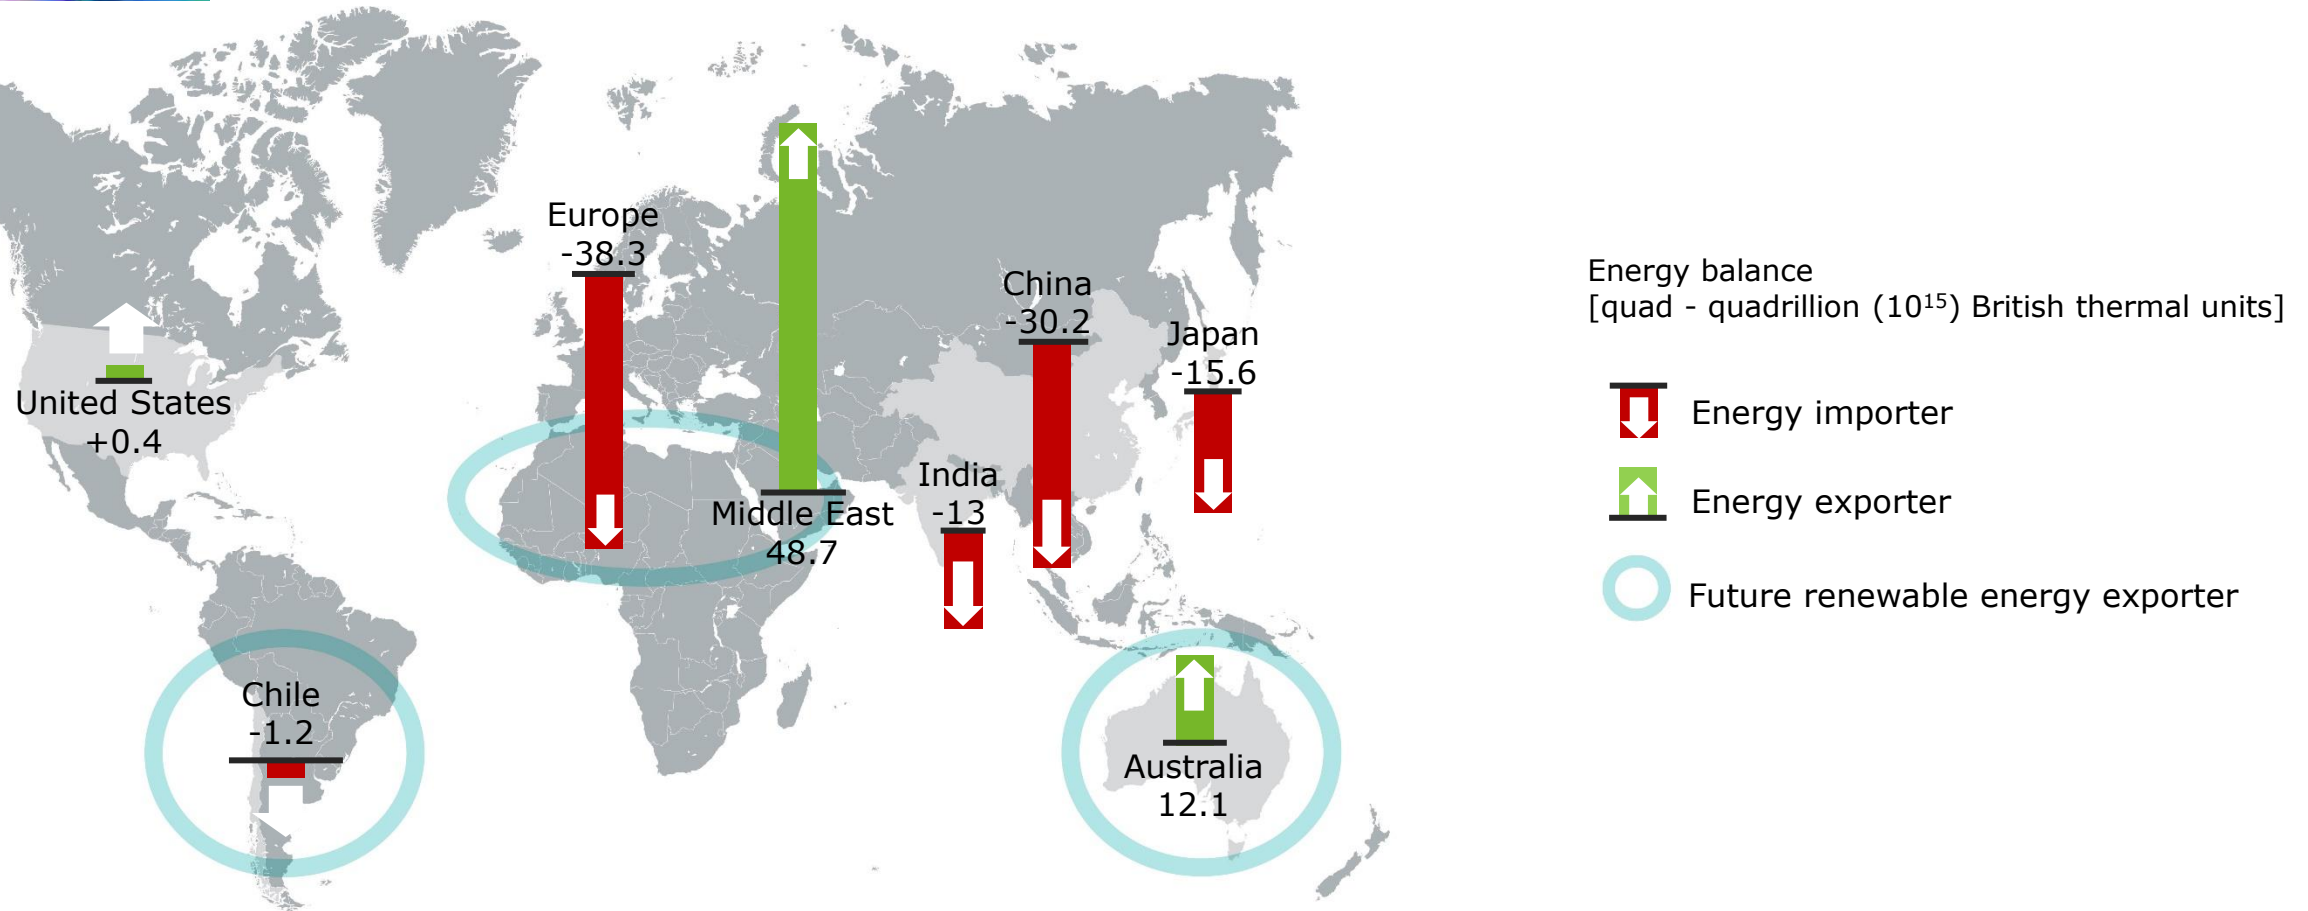 Europe
-38.3
China
-30.2
Japan
-15.6
United States
+0.4
India
-13
Middle East
48.7
Chile
-1.2
Australia
12.1
Energy balance
[quad - quadrillion (10¹⁵) British thermal units]
Energy importer
Energy exporter
Future renewable energy exporter